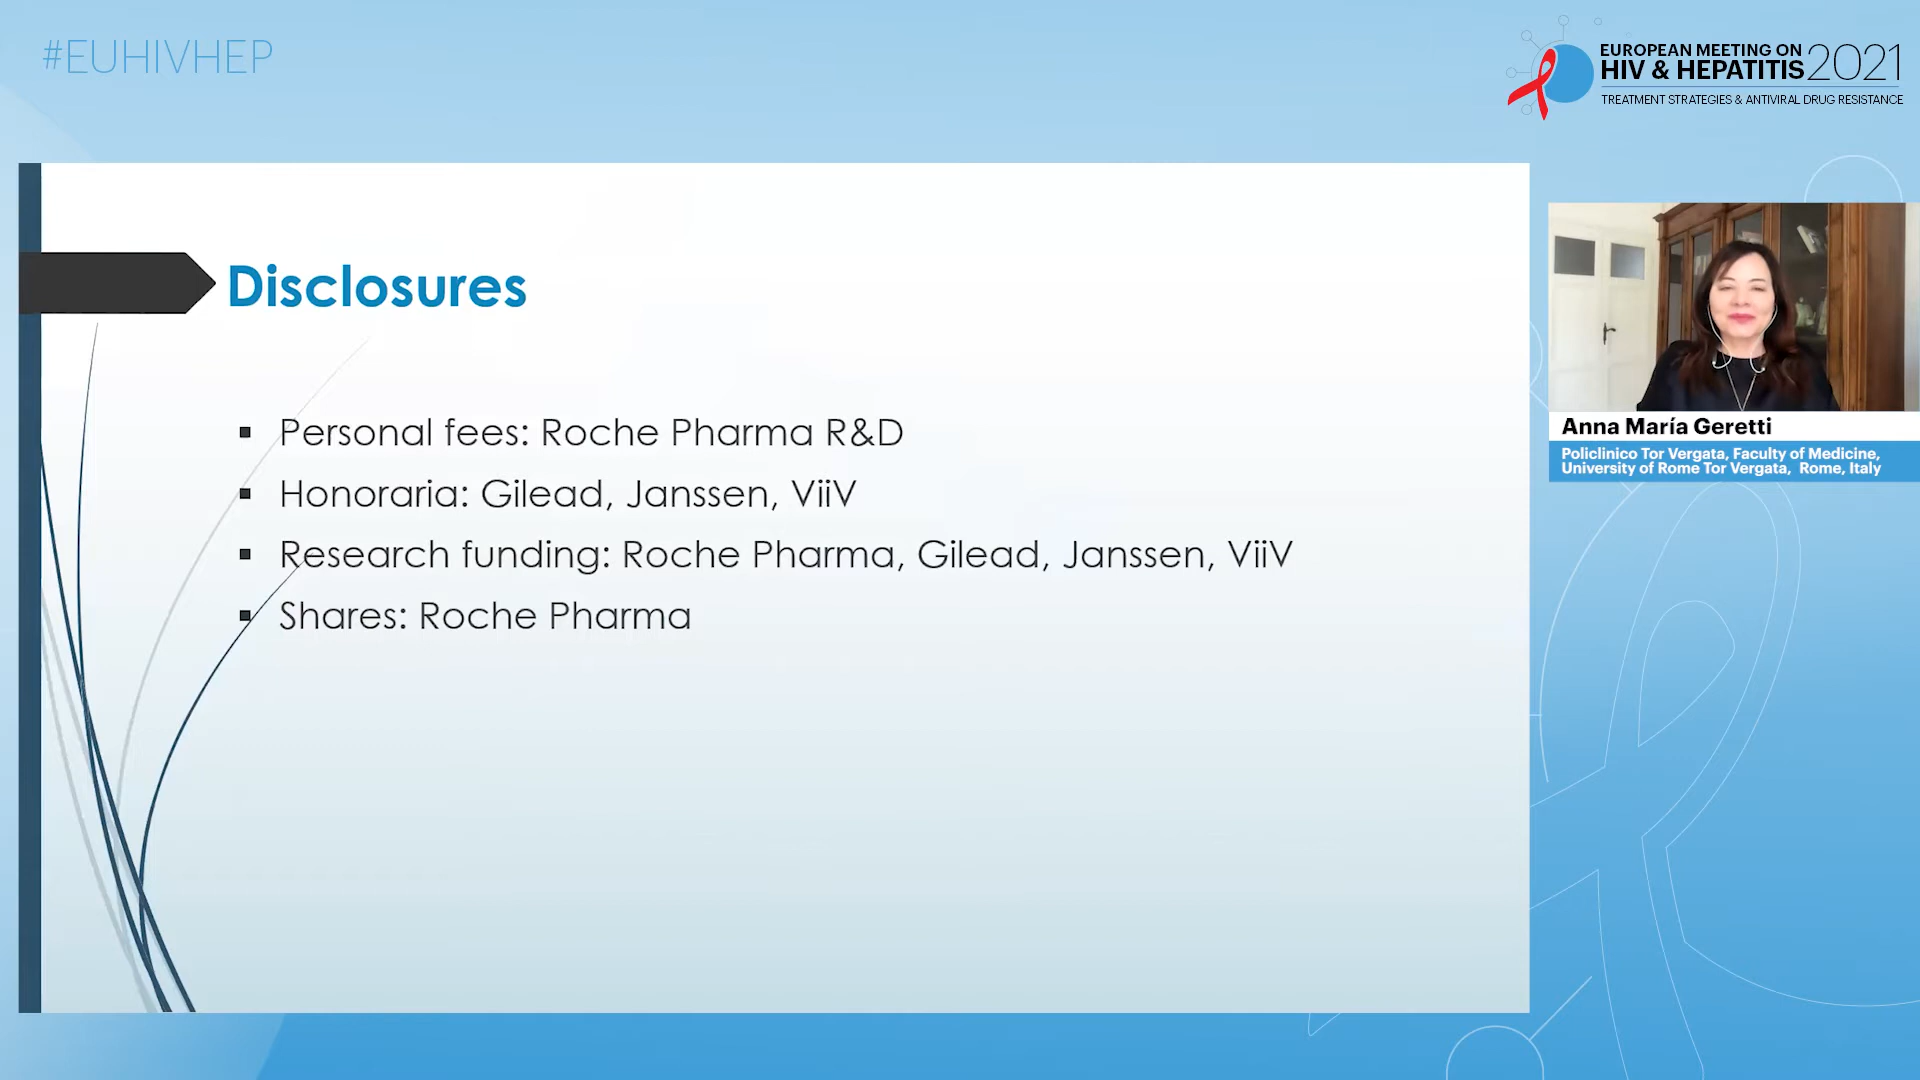 #EUHIVHEP
EUROPEAN MEETING ON
HIV & HEPATITIS 2021
TREATMENT STRATEGIES & ANTIVIRAL DRUG RESISTANCE
Disclosures
▪ Personal fees: Roche Pharma R&D
▪ Honoraria: Gilead, Janssen, ViiV
▪ Research funding: Roche Pharma, Gilead, Janssen, ViiV
▪ Shares: Roche Pharma
Anna María Geretti
Policlinico Tor Vergata, Faculty of Medicine,
University of Rome Tor Vergata, Rome, Italy